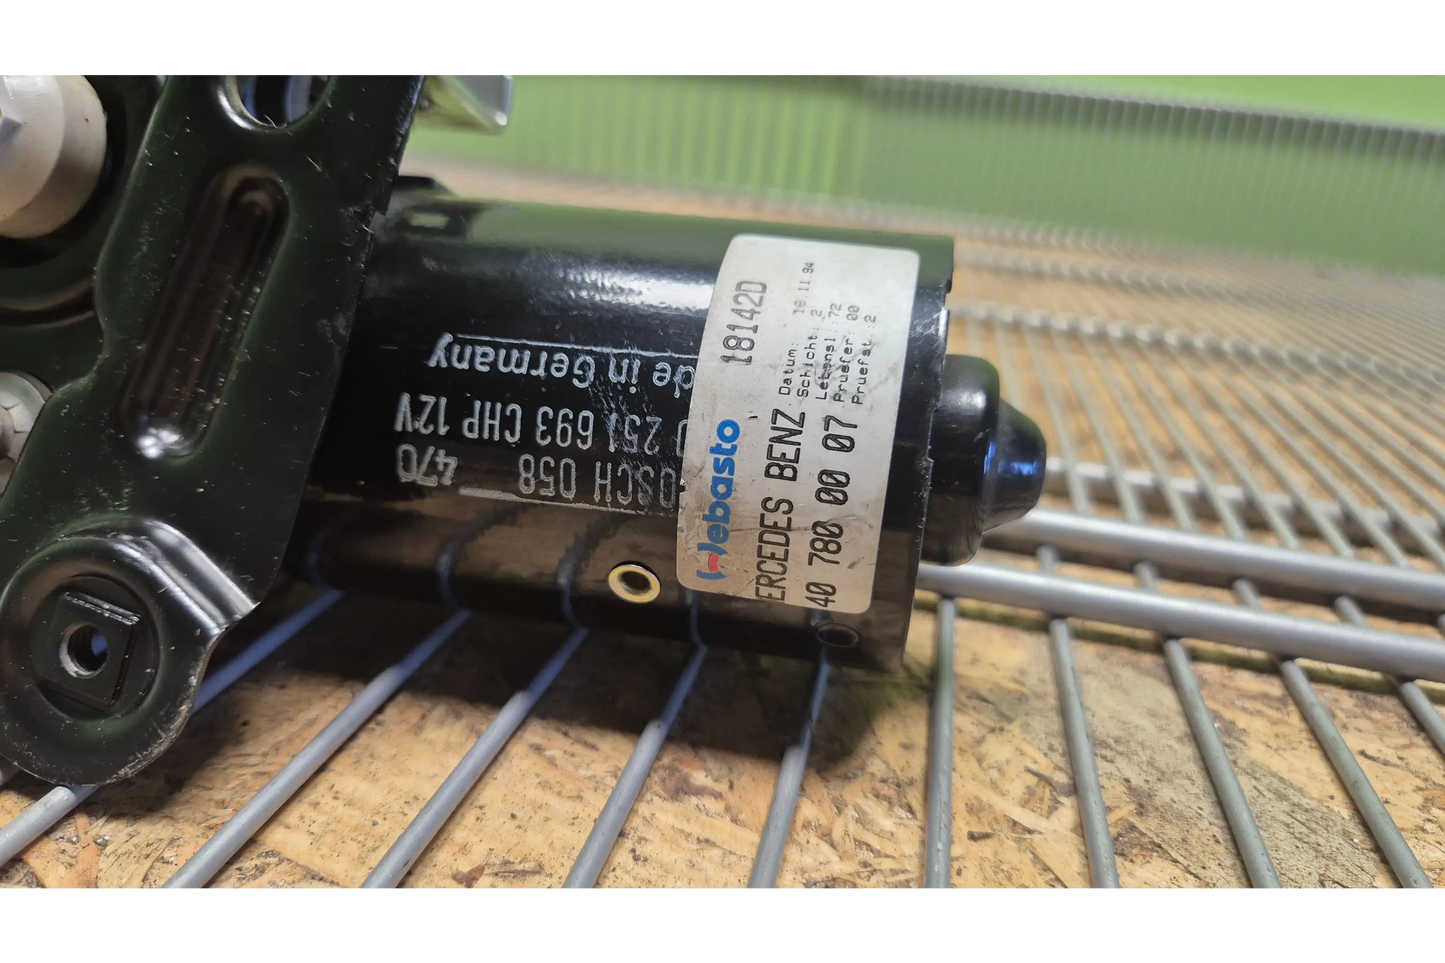 Webasto
18142D
ERCEDES BENZ
40 780 00 07
Datum: 18.11.94
Schicht: 2
Lebensl.: 72
Pruefer: 00
Pruefst.: 2
de in Germany
251 693 CHP 12V
OSCH 058 470